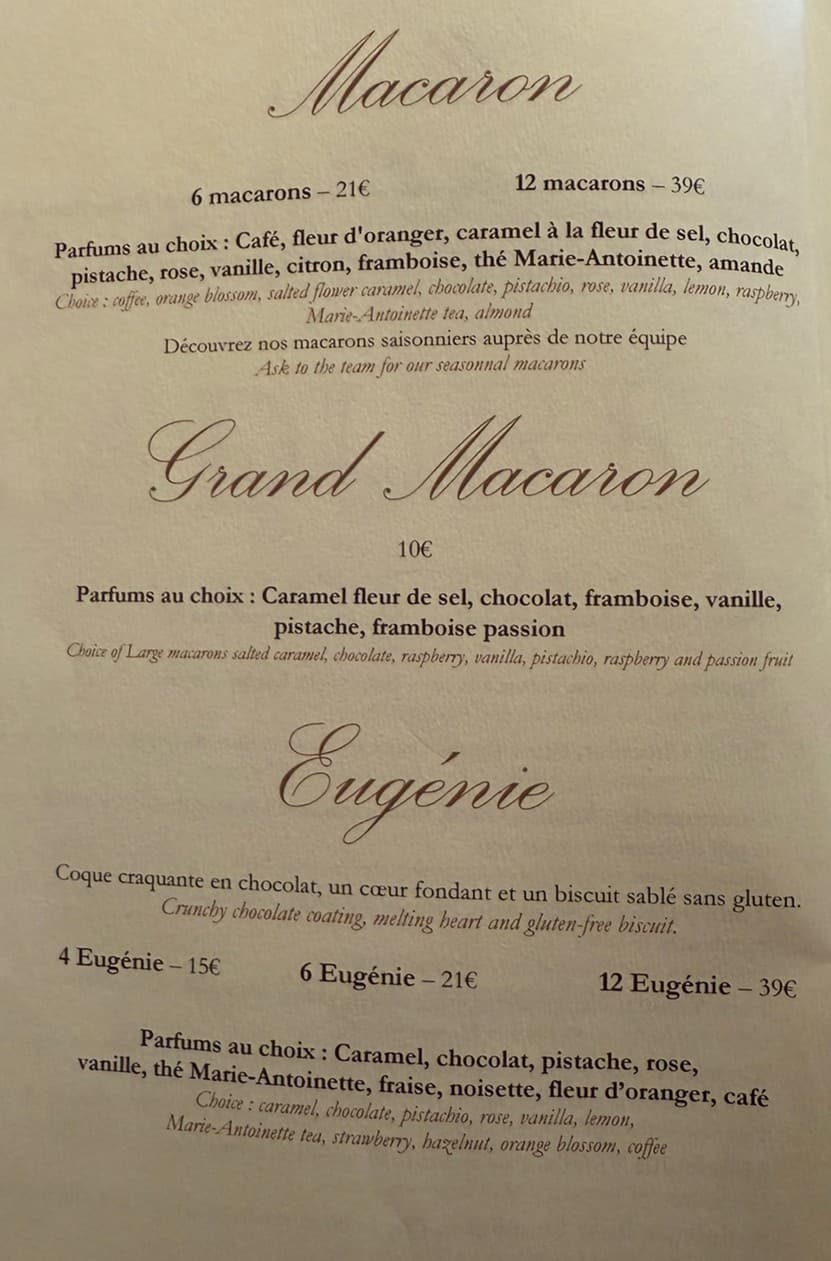 Macaron
6 macarons – 21€
12 macarons – 39€
Parfums au choix : Café, fleur d'oranger, caramel à la fleur de sel, chocolat,
pistache, rose, vanille, citron, framboise, thé Marie-Antoinette, amande
Choice : coffee, orange blossom, salted flower caramel, chocolate, pistachio, rose, vanilla, lemon, raspberry,
Marie-Antoinette tea, almond
Découvrez nos macarons saisonniers auprès de notre équipe
Ask to the team for our seasonnal macarons
Grand Macaron
10€
Parfums au choix : Caramel fleur de sel, chocolat, framboise, vanille,
pistache, framboise passion
Choice of Large macarons salted caramel, chocolate, raspberry, vanilla, pistachio, raspberry and passion fruit
Eugénie
Coque craquante en chocolat, un cœur fondant et un biscuit sablé sans gluten.
Crunchy chocolate coating, melting heart and gluten-free biscuit.
4 Eugénie – 15€
6 Eugénie – 21€
12 Eugénie – 39€
Parfums au choix : Caramel, chocolat, pistache, rose,
vanille, thé Marie-Antoinette, fraise, noisette, fleur d’oranger, café
Choice : caramel, chocolate, pistachio, rose, vanilla, lemon,
Marie-Antoinette tea, strawberry, hazelnut, orange blossom, coffee